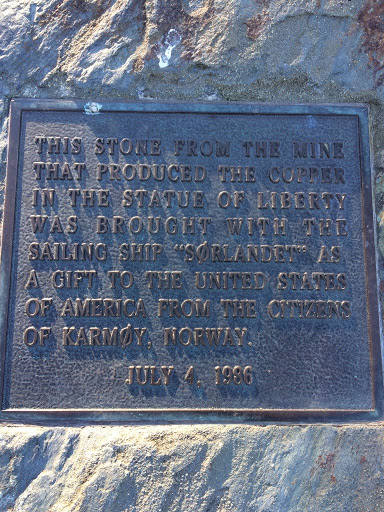 THIS STONE FROM THE MINE
THAT PRODUCED THE COPPER
IN THE STATUE OF LIBERTY
WAS BROUGHT WITH THE
SAILING SHIP "SØRLANDET" AS
A GIFT TO THE UNITED STATES
OF AMERICA FROM THE CITIZENS
OF KARMØY, NORWAY.
JULY 4, 1986